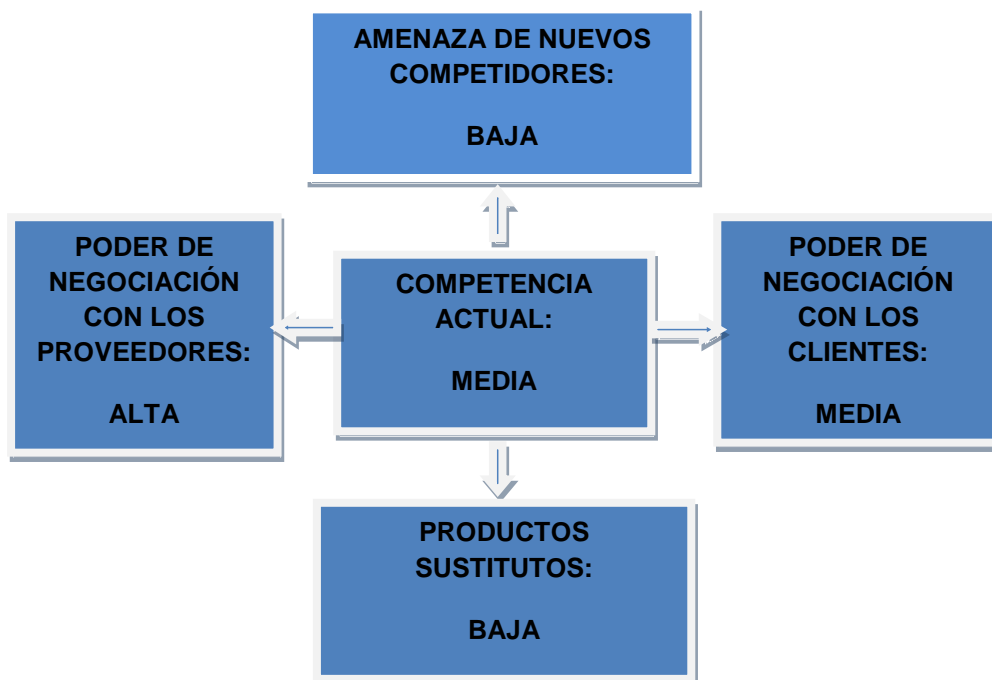 AMENAZA DE NUEVOS
COMPETIDORES:
BAJA
PODER DE
NEGOCIACIÓN
CON LOS
PROVEEDORES:
ALTA
COMPETENCIA
ACTUAL:
MEDIA
PODER DE
NEGOCIACIÓN
CON LOS
CLIENTES:
MEDIA
PRODUCTOS
SUSTITUTOS:
BAJA